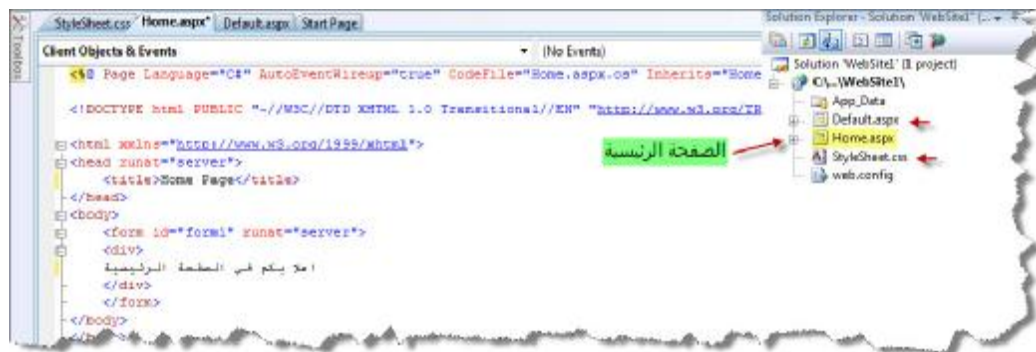 StyleSheet.css Home.aspx* Default.aspx Start Page
Toolbox
Client Objects & Events
(No Events)
<%@ Page Language="C#" AutoEventWireup="true" CodeFile="Home.aspx.cs" Inherits="Home
<!DOCTYPE html PUBLIC "-//W3C//DTD XHTML 1.0 Transitional//EN" "http://www.w3.org/TR
<html xmlns="http://www.w3.org/1999/xhtml">
<head runat="server">
<title>Home Page</title>
</head>
<body>
<form id="form1" runat="server">
<div>
اهلا بكم في الصفحة الرئيسية
</div>
</form>
</body>
الصفحة الرئيسية
Solution Explorer - Solution 'WebSite1' (...
Solution 'WebSite1' (1 project)
C:\...\WebSite1\
App_Data
Default.aspx
Home.aspx
StyleSheet.css
web.config